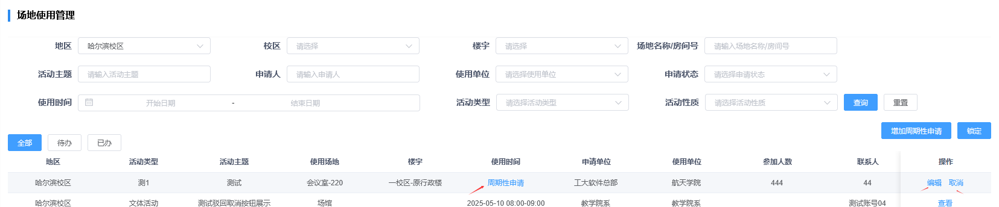 场地使用管理
地区 哈尔滨校区 校区 请选择 楼宇 请选择 场地名称/房间号 请输入场地名称/房间号
活动主题 请输入活动主题 申请人 请输入申请人 使用单位 请选择使用单位 申请状态 请选择申请状态
使用时间 开始日期 - 结束日期 活动类型 请选择活动类型 活动性质 请选择活动性质 查询 重置
增加周期性申请 锁定
全部 待办 已办
地区 活动类型 活动主题 使用场地 楼宇 使用时间 申请单位 使用单位 参加人数 联系人 操作
哈尔滨校区 测1 测试 会议室-220 一校区-原行政楼 周期性申请 工大软件总部 航天学院 444 44 编辑 取消
哈尔滨校区 文体活动 测试驳回取消按钮展示 场馆 2025-05-10 08:00-09:00 教学院系 教学院系 测试账号04 查看